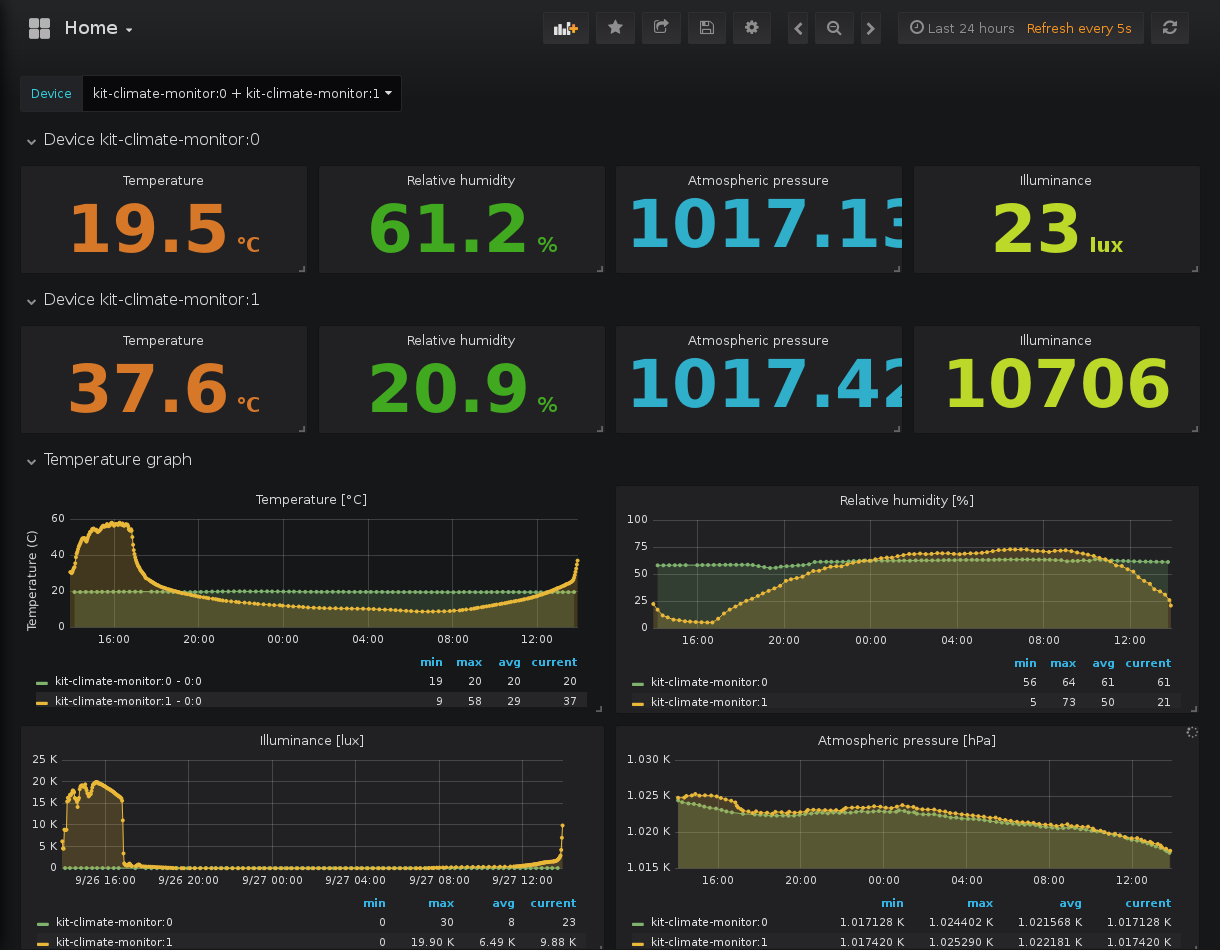 Home
Last 24 hours Refresh every 5s
Device kit-climate-monitor:0 + kit-climate-monitor:1
Device kit-climate-monitor:0
Temperature Relative humidity Atmospheric pressure Illuminance
19.5 °C 61.2 % 1017.13 23 lux
Device kit-climate-monitor:1
Temperature Relative humidity Atmospheric pressure Illuminance
37.6 °C 20.9 % 1017.42 10706
Temperature graph
Temperature [°C]
Temperature (C)
60
40
20
0
16:00 20:00 00:00 04:00 08:00 12:00
min max avg current
kit-climate-monitor:0 - 0:0 19 20 20 20
kit-climate-monitor:1 - 0:0 9 58 29 37
Relative humidity [%]
100
75
50
25
0
16:00 20:00 00:00 04:00 08:00 12:00
min max avg current
kit-climate-monitor:0 56 64 61 61
kit-climate-monitor:1 5 73 50 21
Illuminance [lux]
25 K
20 K
15 K
10 K
5 K
0
9/26 16:00 9/26 20:00 9/27 00:00 9/27 04:00 9/27 08:00 9/27 12:00
min max avg current
kit-climate-monitor:0 0 30 8 23
kit-climate-monitor:1 0 19.90 K 6.49 K 9.88 K
Atmospheric pressure [hPa]
1.030 K
1.025 K
1.020 K
1.015 K
16:00 20:00 00:00 04:00 08:00 12:00
min max avg current
kit-climate-monitor:0 1.017128 K 1.024402 K 1.021568 K 1.017128 K
kit-climate-monitor:1 1.017420 K 1.025290 K 1.022181 K 1.017420 K